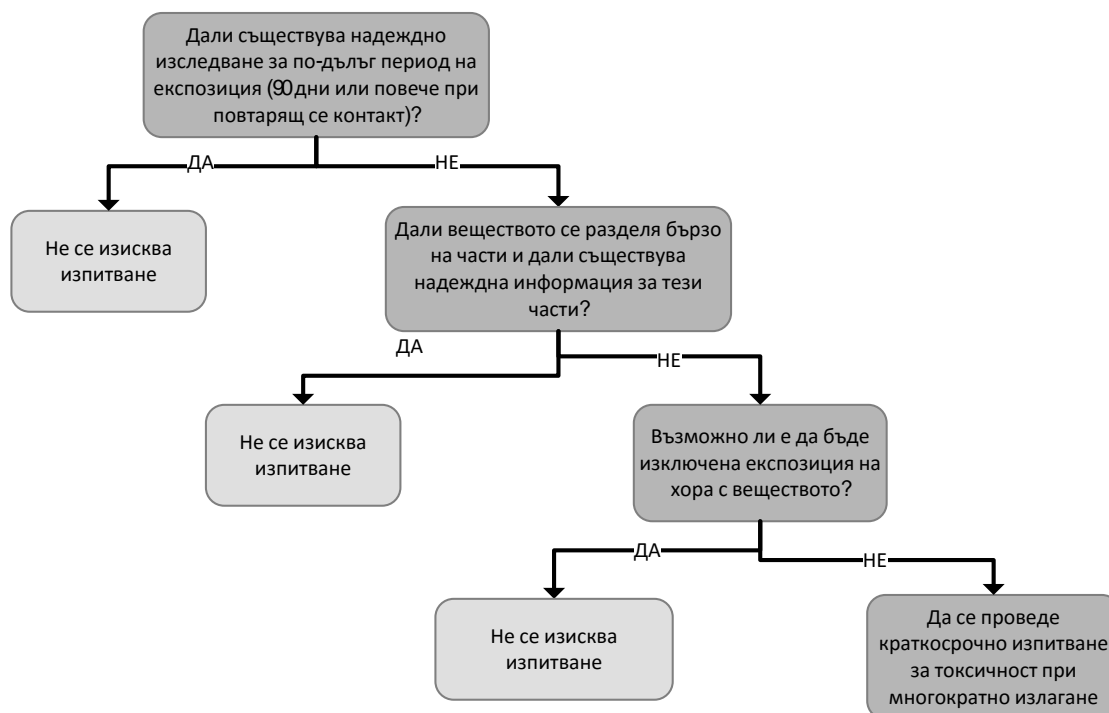 Дали съществува надеждно
изследване за по-дълъг период на
експозиция (90 дни или повече при
повтарящ се контакт)?
ДА
НЕ
Не се изисква
изпитване
Дали веществото се разделя бързо
на части и дали съществува
надеждна информация за тези
части?
ДА
НЕ
Не се изисква
изпитване
Възможно ли е да бъде
изключена експозиция на
хора с веществото?
ДА
НЕ
Не се изисква
изпитване
Да се проведе
краткосрочно изпитване
за токсичност при
многократно излагане